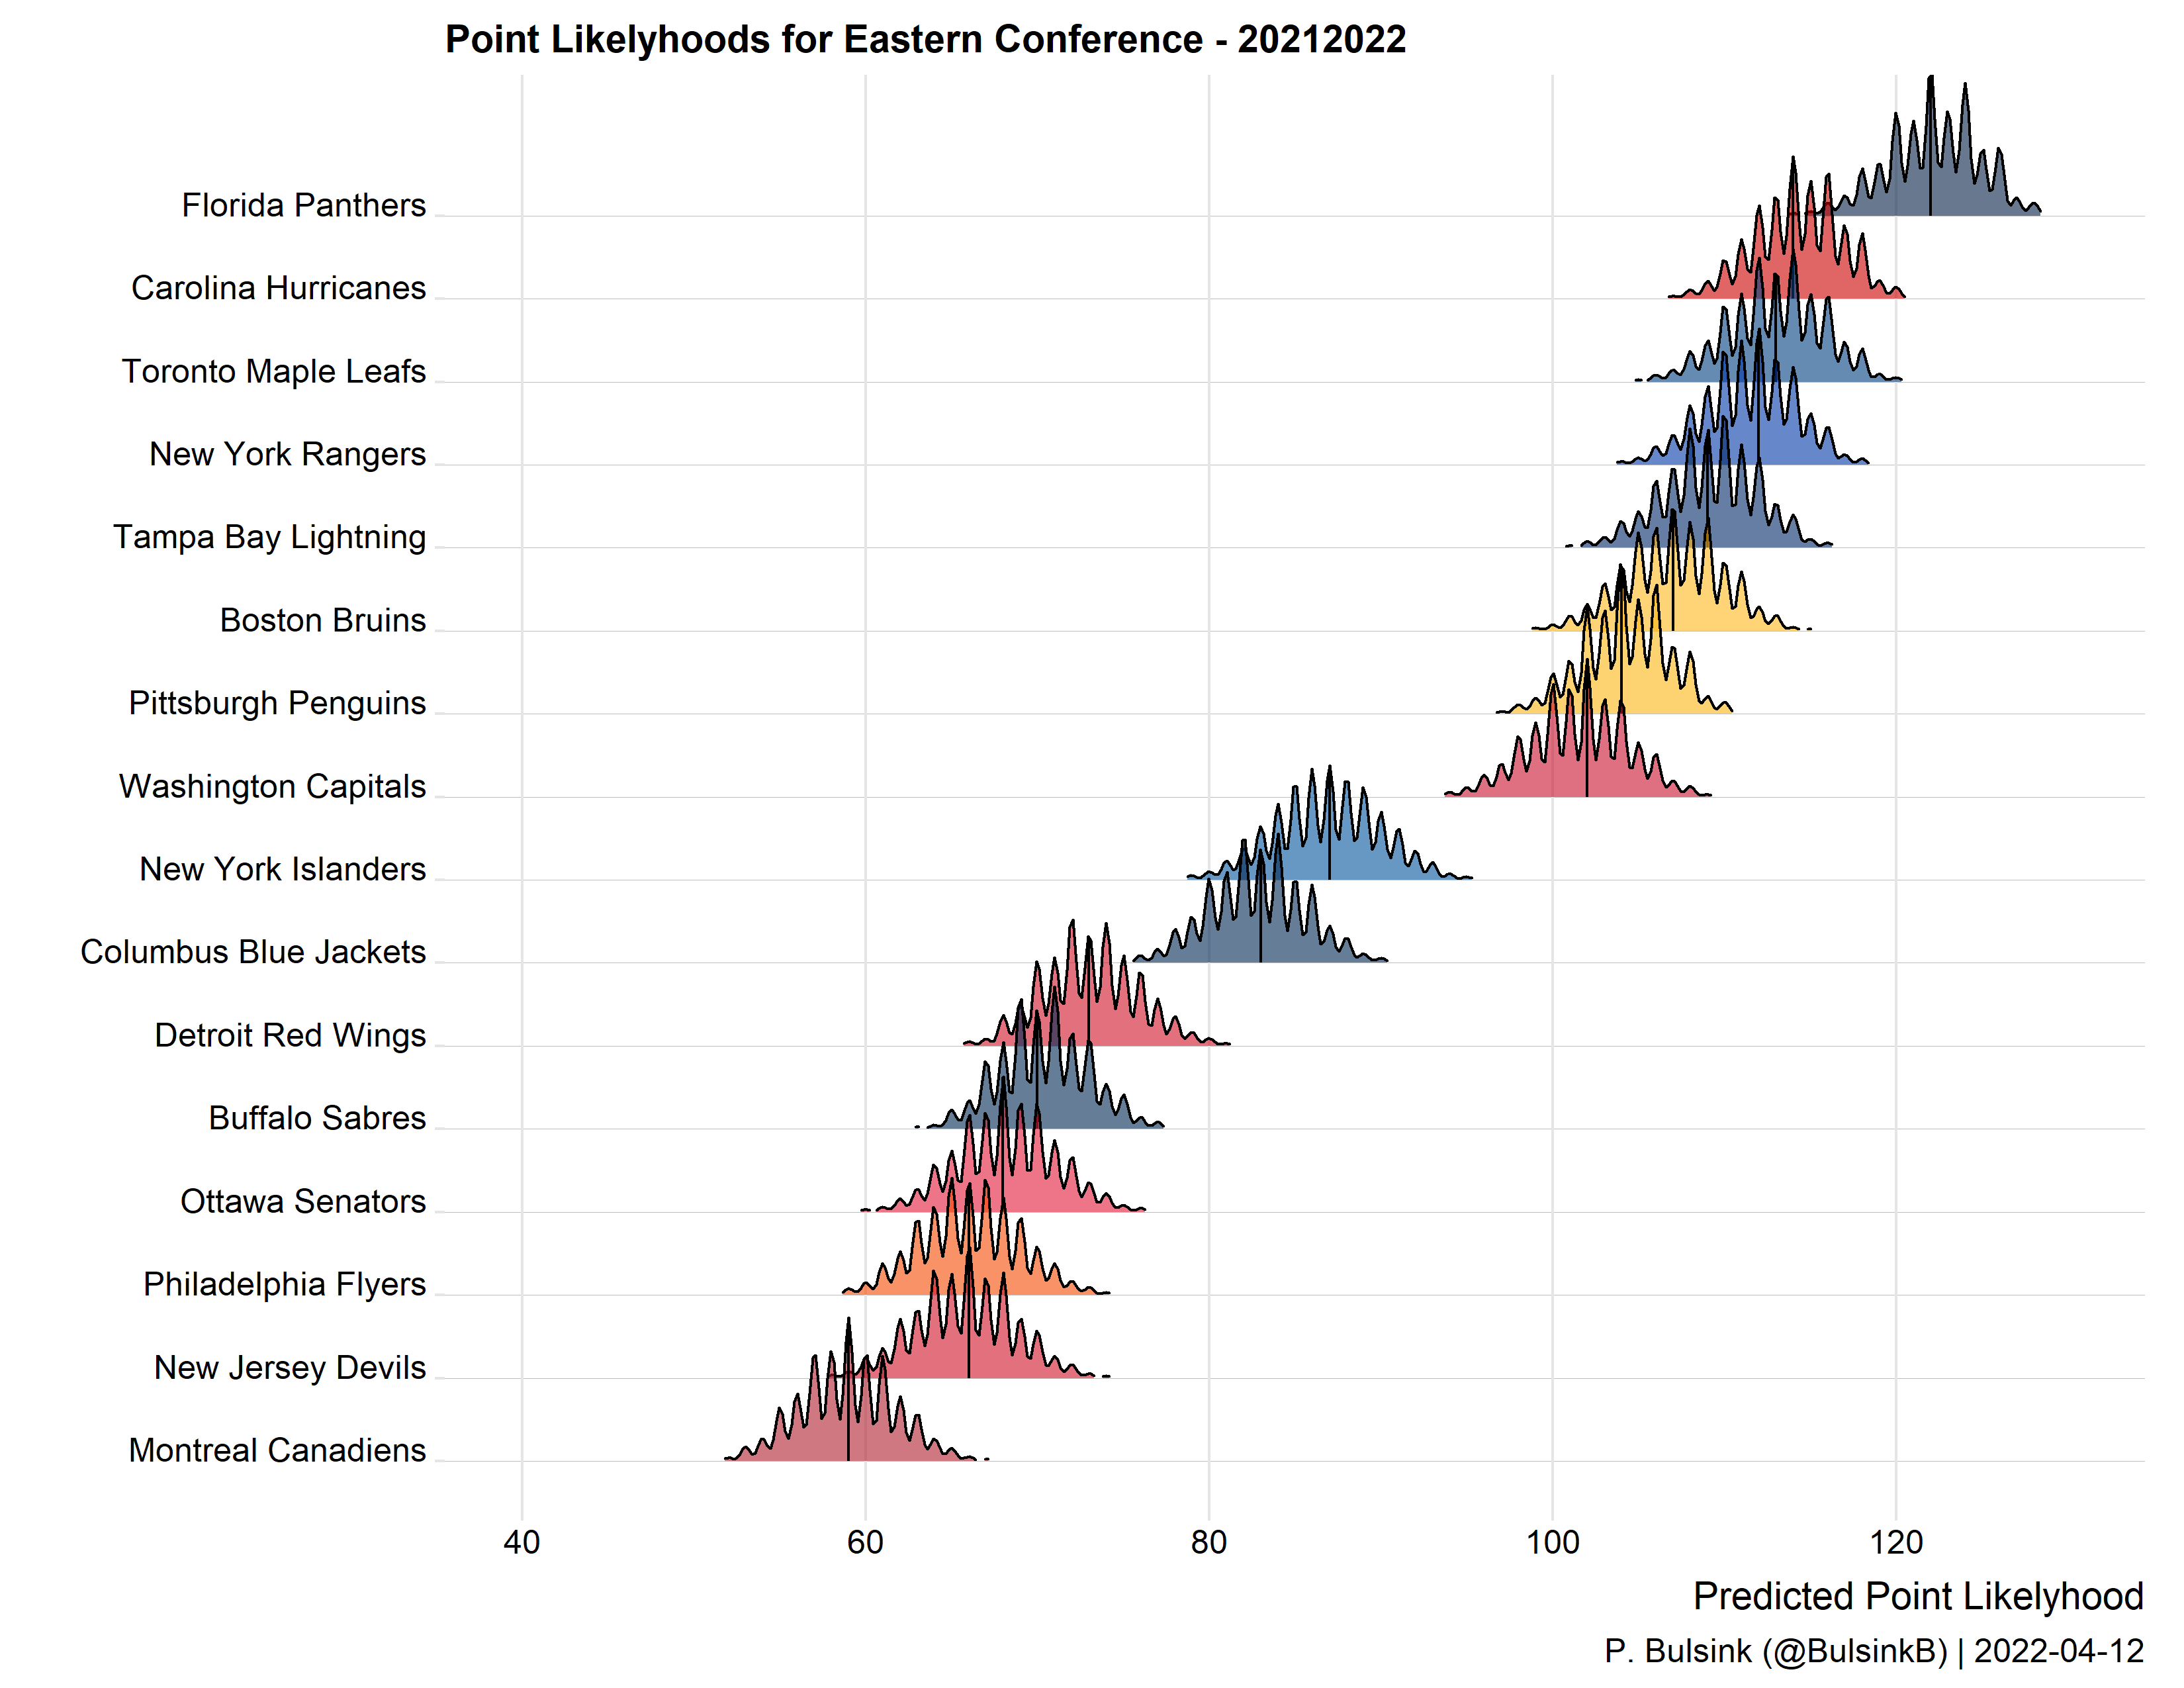 Point Likelyhoods for Eastern Conference - 20212022
Florida Panthers
Carolina Hurricanes
Toronto Maple Leafs
New York Rangers
Tampa Bay Lightning
Boston Bruins
Pittsburgh Penguins
Washington Capitals
New York Islanders
Columbus Blue Jackets
Detroit Red Wings
Buffalo Sabres
Ottawa Senators
Philadelphia Flyers
New Jersey Devils
Montreal Canadiens
40 60 80 100 120
Predicted Point Likelyhood
P. Bulsink (@BulsinkB) | 2022-04-12